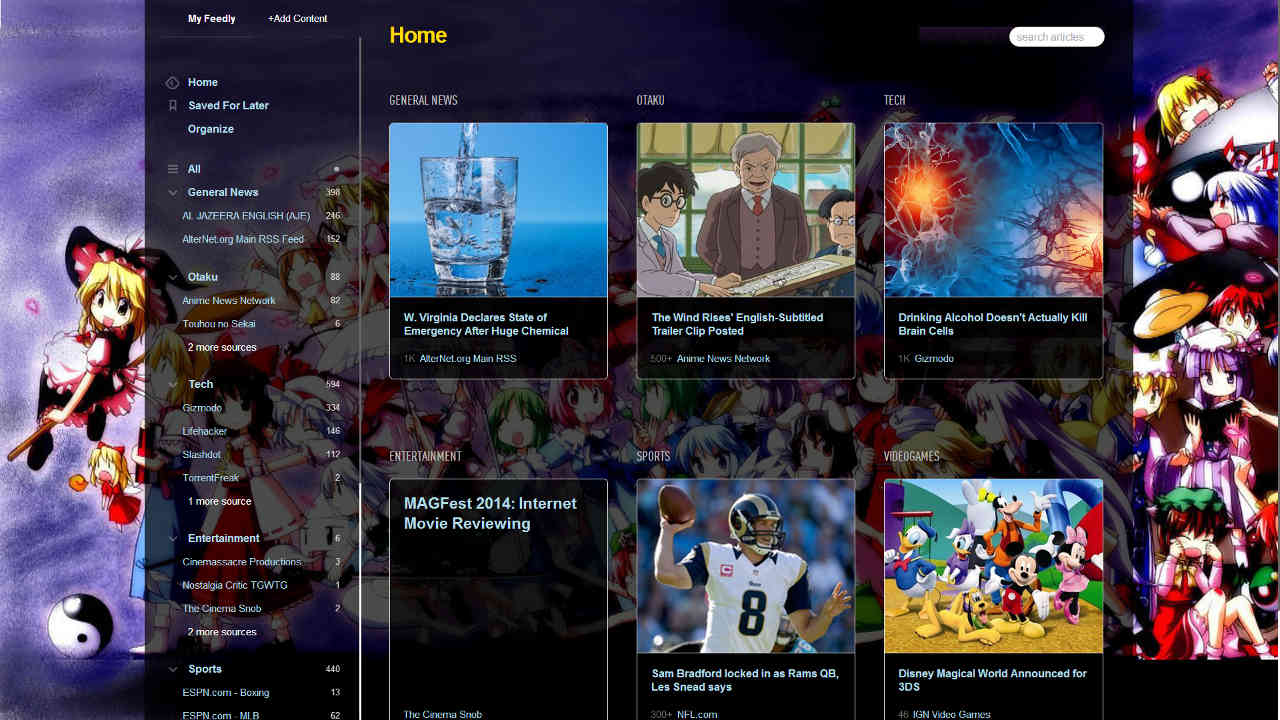 My Feedly
+Add Content
Home
search articles
Home
Saved For Later
Organize
All
General News 398
AL JAZEERA ENGLISH (AJE) 246
AlterNet.org Main RSS Feed 152
Otaku 88
Anime News Network 82
Touhou no Sekai 6
2 more sources
Tech 594
Gizmodo 334
Lifehacker 146
Slashdot 112
TorrentFreak 2
1 more source
Entertainment 6
Cinemassacre Productions 3
Nostalgia Critic TGWTG 1
The Cinema Snob 2
2 more sources
Sports 440
ESPN.com - Boxing 13
ESPN.com - MLB 62
GENERAL NEWS
W. Virginia Declares State of
Emergency After Huge Chemical
1K AlterNet.org Main RSS
OTAKU
The Wind Rises' English-Subtitled
Trailer Clip Posted
500+ Anime News Network
TECH
Drinking Alcohol Doesn't Actually Kill
Brain Cells
1K Gizmodo
ENTERTAINMENT
MAGFest 2014: Internet
Movie Reviewing
The Cinema Snob
SPORTS
8
Sam Bradford locked in as Rams QB,
Les Snead says
300+ NFL.com
VIDEOGAMES
Disney Magical World Announced for
3DS
46 IGN Video Games